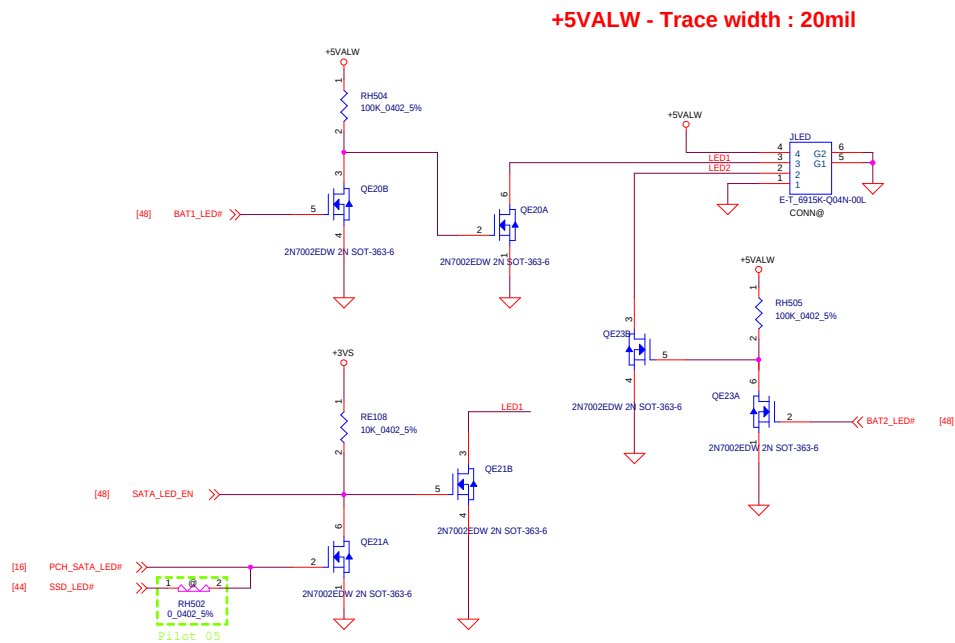 +5VALW - Trace width : 20mil
+5VALW
1
RH504
100K_0402_5%
2
3
QE20B
[48] BAT1_LED# 5
4
2N7002EDW 2N SOT-363-6
6
QE20A
2
1
2N7002EDW 2N SOT-363-6
+5VALW
JLED
4 4 G2 6
LED1 3 3 G1 5
LED2 2 2
1 1
E-T_6915K-Q04N-00L
CONN@
+5VALW
1
RH505
100K_0402_5%
2
3
QE23B
5
4
2N7002EDW 2N SOT-363-6
6
QE23A
2 BAT2_LED# [48]
1
2N7002EDW 2N SOT-363-6
+3VS
1
RE108
10K_0402_5%
2
LED1
3
QE21B
[48] SATA_LED_EN 5
4
2N7002EDW 2N SOT-363-6
6
QE21A
[16] PCH_SATA_LED# 2
[44] SSD_LED# 1 @ 2
1
2N7002EDW 2N SOT-363-6
RH502
0_0402_5%
Pilot 05